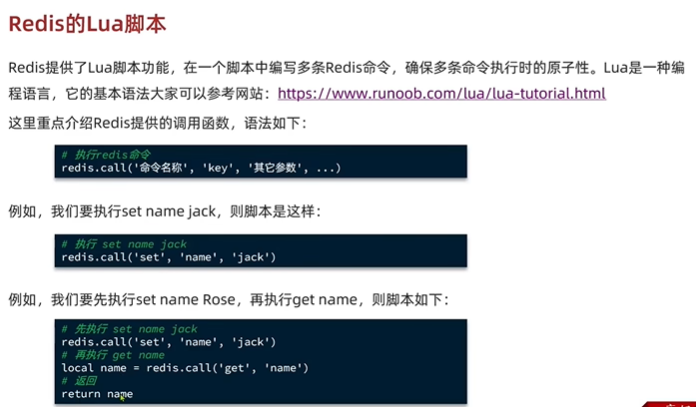 Redis的Lua脚本
Redis提供了Lua脚本功能，在一个脚本中编写多条Redis命令，确保多条命令执行时的原子性。Lua是一种编
程语言，它的基本语法大家可以参考网站：https://www.runoob.com/lua/lua-tutorial.html
这里重点介绍Redis提供的调用函数，语法如下：
# 执行redis命令
redis.call('命令名称', 'key', '其它参数', ...)
例如，我们要执行set name jack，则脚本是这样：
# 执行 set name jack
redis.call('set', 'name', 'jack')
例如，我们要先执行set name Rose，再执行get name，则脚本如下：
# 先执行 set name jack
redis.call('set', 'name', 'jack')
# 再执行 get name
local name = redis.call('get', 'name')
# 返回
return name